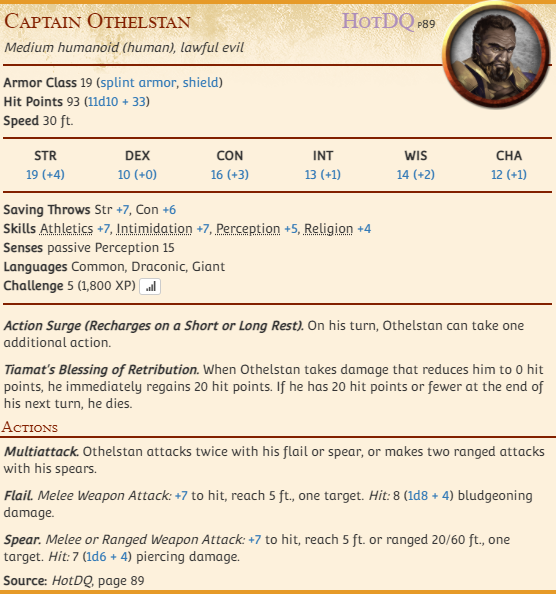 Captain Othelstan HotDQ p89
Medium humanoid (human), lawful evil
Armor Class 19 (splint armor, shield)
Hit Points 93 (11d10 + 33)
Speed 30 ft.
STR DEX CON INT WIS CHA
19 (+4) 10 (+0) 16 (+3) 13 (+1) 14 (+2) 12 (+1)
Saving Throws Str +7, Con +6
Skills Athletics +7, Intimidation +7, Perception +5, Religion +4
Senses passive Perception 15
Languages Common, Draconic, Giant
Challenge 5 (1,800 XP)
Action Surge (Recharges on a Short or Long Rest). On his turn, Othelstan can take one
additional action.
Tiamat's Blessing of Retribution. When Othelstan takes damage that reduces him to 0 hit
points, he immediately regains 20 hit points. If he has 20 hit points or fewer at the end of
his next turn, he dies.
Actions
Multiattack. Othelstan attacks twice with his flail or spear, or makes two ranged attacks
with his spears.
Flail. Melee Weapon Attack: +7 to hit, reach 5 ft., one target. Hit: 8 (1d8 + 4) bludgeoning
damage.
Spear. Melee or Ranged Weapon Attack: +7 to hit, reach 5 ft. or ranged 20/60 ft., one
target. Hit: 7 (1d6 + 4) piercing damage.
Source: HotDQ, page 89